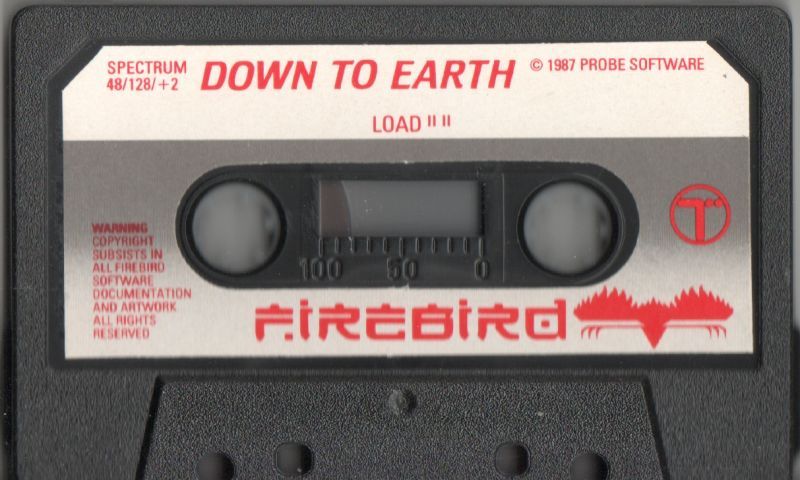 SPECTRUM
48/128/+2
DOWN TO EARTH
© 1987 PROBE SOFTWARE
LOAD " "
WARNING
COPYRIGHT
SUBSISTS IN
ALL FIREBIRD
SOFTWARE
DOCUMENTATION
AND ARTWORK
ALL RIGHTS
RESERVED
100 50 0
FIREBIRD